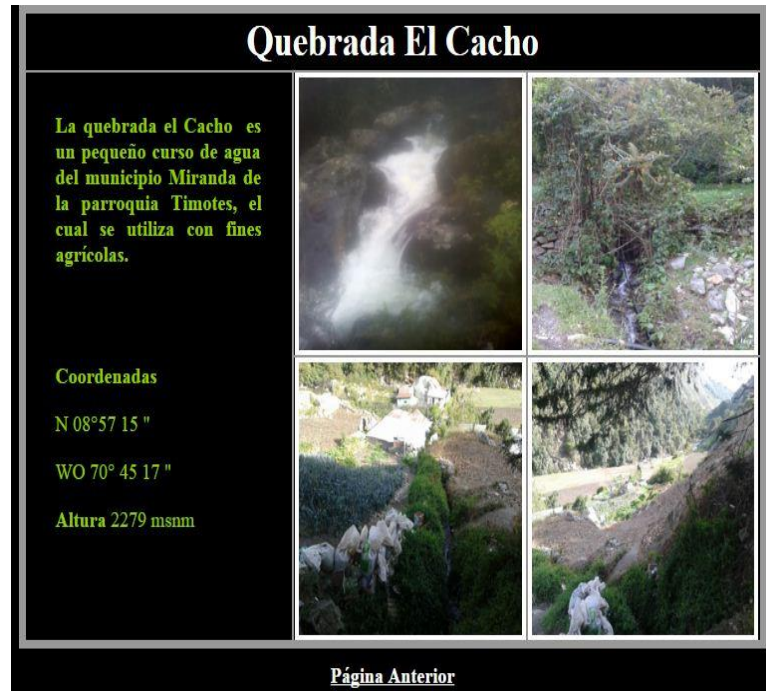 Quebrada El Cacho
La quebrada el Cacho es
un pequeño curso de agua
del municipio Miranda de
la parroquia Timotes, el
cual se utiliza con fines
agrícolas.
Coordenadas
N 08°57 15 "
WO 70° 45 17 "
Altura 2279 msnm
Página Anterior